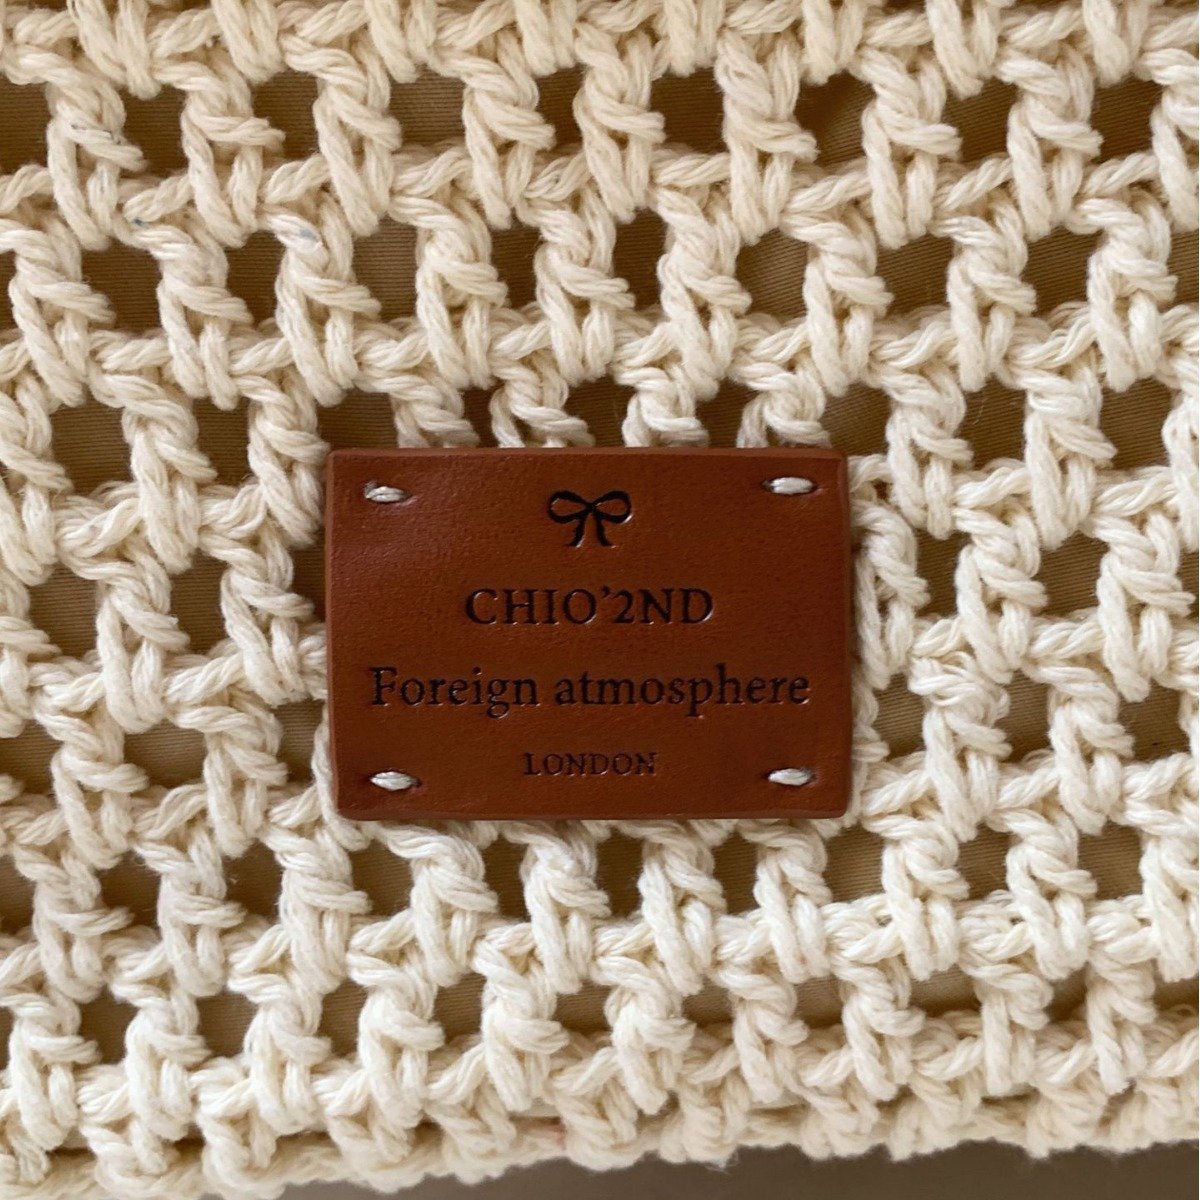 CHIO’2ND
Foreign atmosphere
LONDON